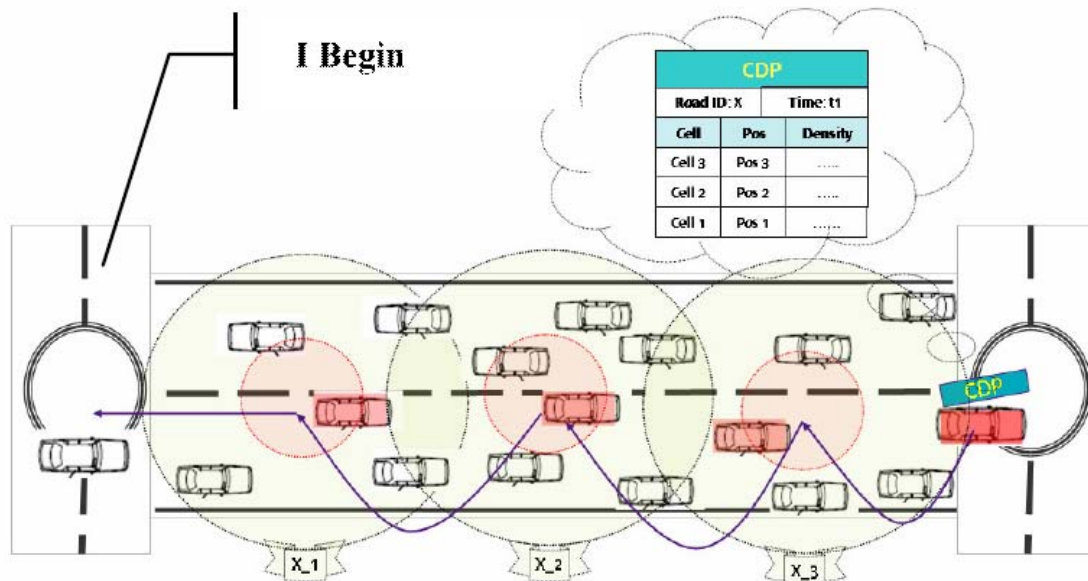 I Begin
CDP
Road ID: X Time: t1
Cell Pos Density
Cell 3 Pos 3 .....
Cell 2 Pos 2 .....
Cell 1 Pos 1 ......
CDP
X_1 X_2 X_3